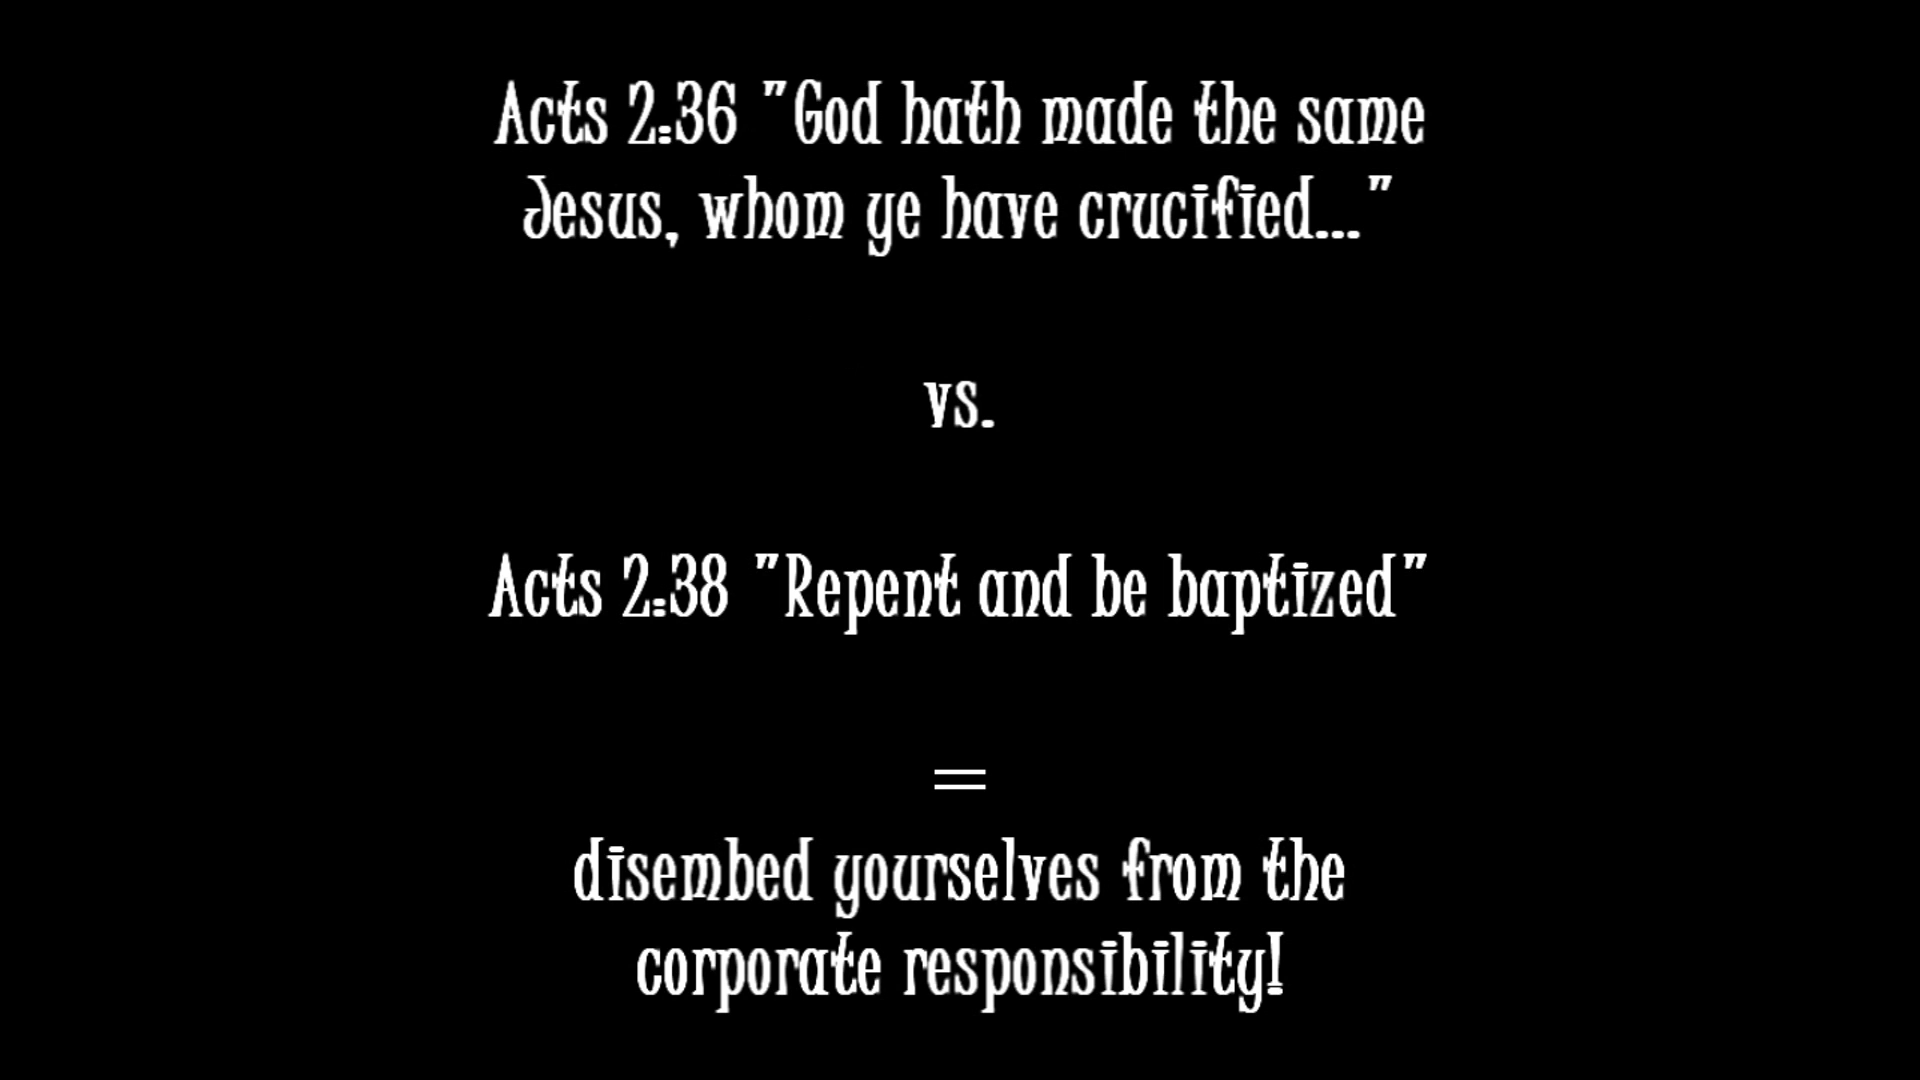 Acts 2:36 "God hath made the same
Jesus, whom ye have crucified..."
vs.
Acts 2:38 "Repent and be baptized"
=
disembed yourselves from the
corporate responsibility!